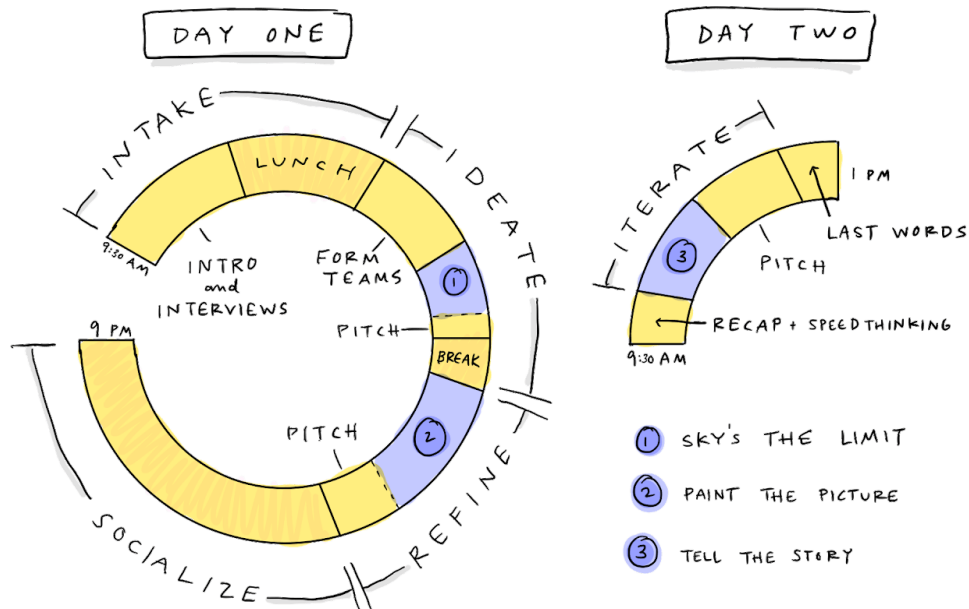 DAY ONE
INTAKE
LUNCH
9:30 AM
INTRO
and
INTERVIEWS
FORM
TEAMS
IDEATE
1
PITCH
BREAK
9 PM
2
PITCH
REFINE
SOCIALIZE
DAY TWO
ITERATE
1 PM
LAST WORDS
3
PITCH
RECAP + SPEEDTHINKING
9:30 AM
1 SKY'S THE LIMIT
2 PAINT THE PICTURE
3 TELL THE STORY